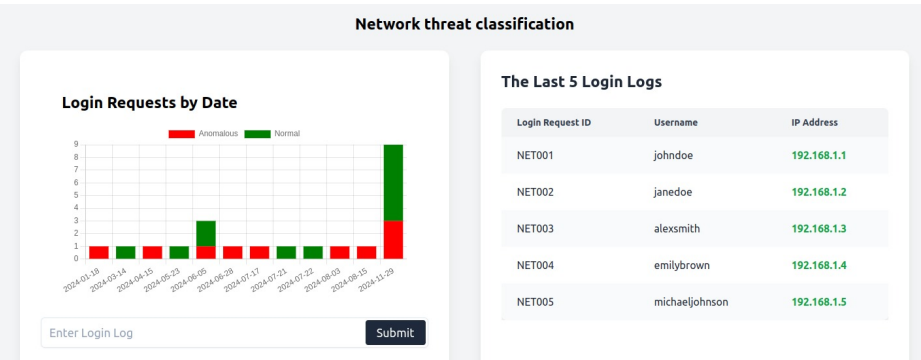 Network threat classification
Login Requests by Date
Anomalous Normal
9
8
7
6
5
4
3
2
1
0
2024-01-18 2024-03-14 2024-04-15 2024-05-23 2024-06-05 2024-06-28 2024-07-17 2024-07-21 2024-07-22 2024-08-03 2024-08-15 2024-11-29
Enter Login Log Submit
The Last 5 Login Logs
Login Request ID Username IP Address
NET001 johndoe 192.168.1.1
NET002 janedoe 192.168.1.2
NET003 alexsmith 192.168.1.3
NET004 emilybrown 192.168.1.4
NET005 michaeljohnson 192.168.1.5